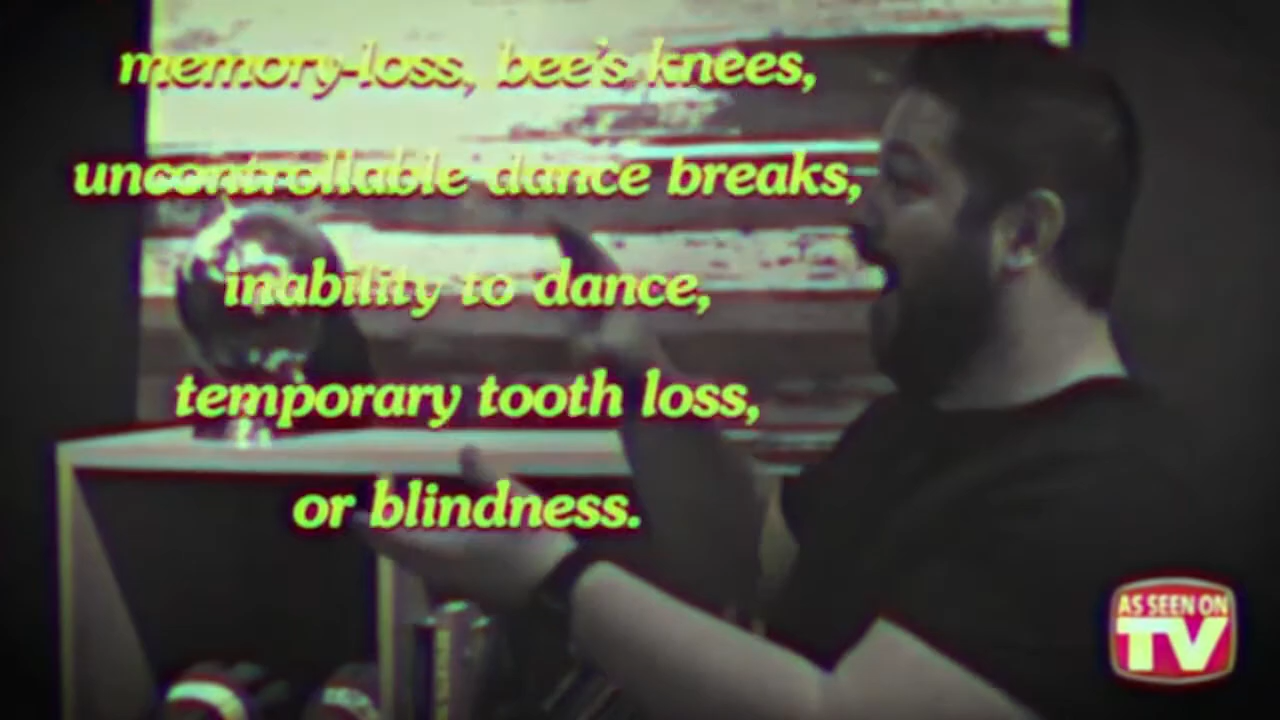 memory-loss, bee's knees,
uncontrollable dance breaks,
inability to dance,
temporary tooth loss,
or blindness.
AS SEEN ON
TV